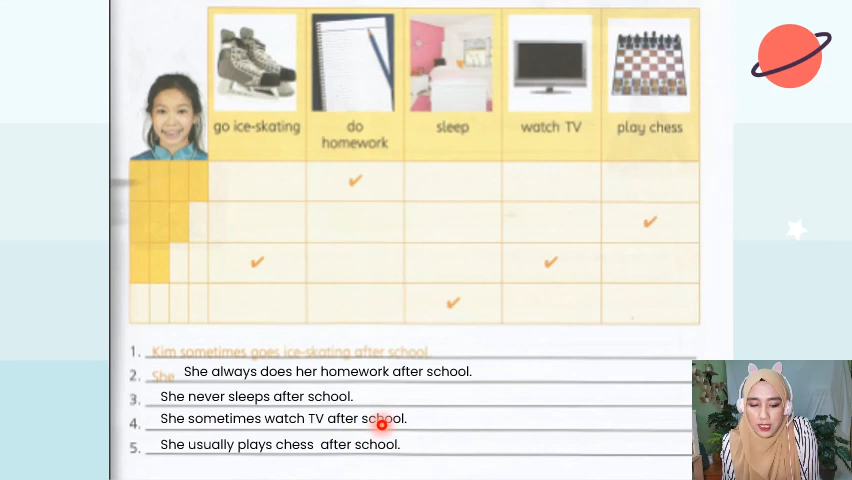 go ice-skating
do
homework
sleep
watch TV
play chess
1. Kim sometimes goes ice-skating after school.
2. She She always does her homework after school.
3. She never sleeps after school.
4. She sometimes watch TV after school.
5. She usually plays chess after school.